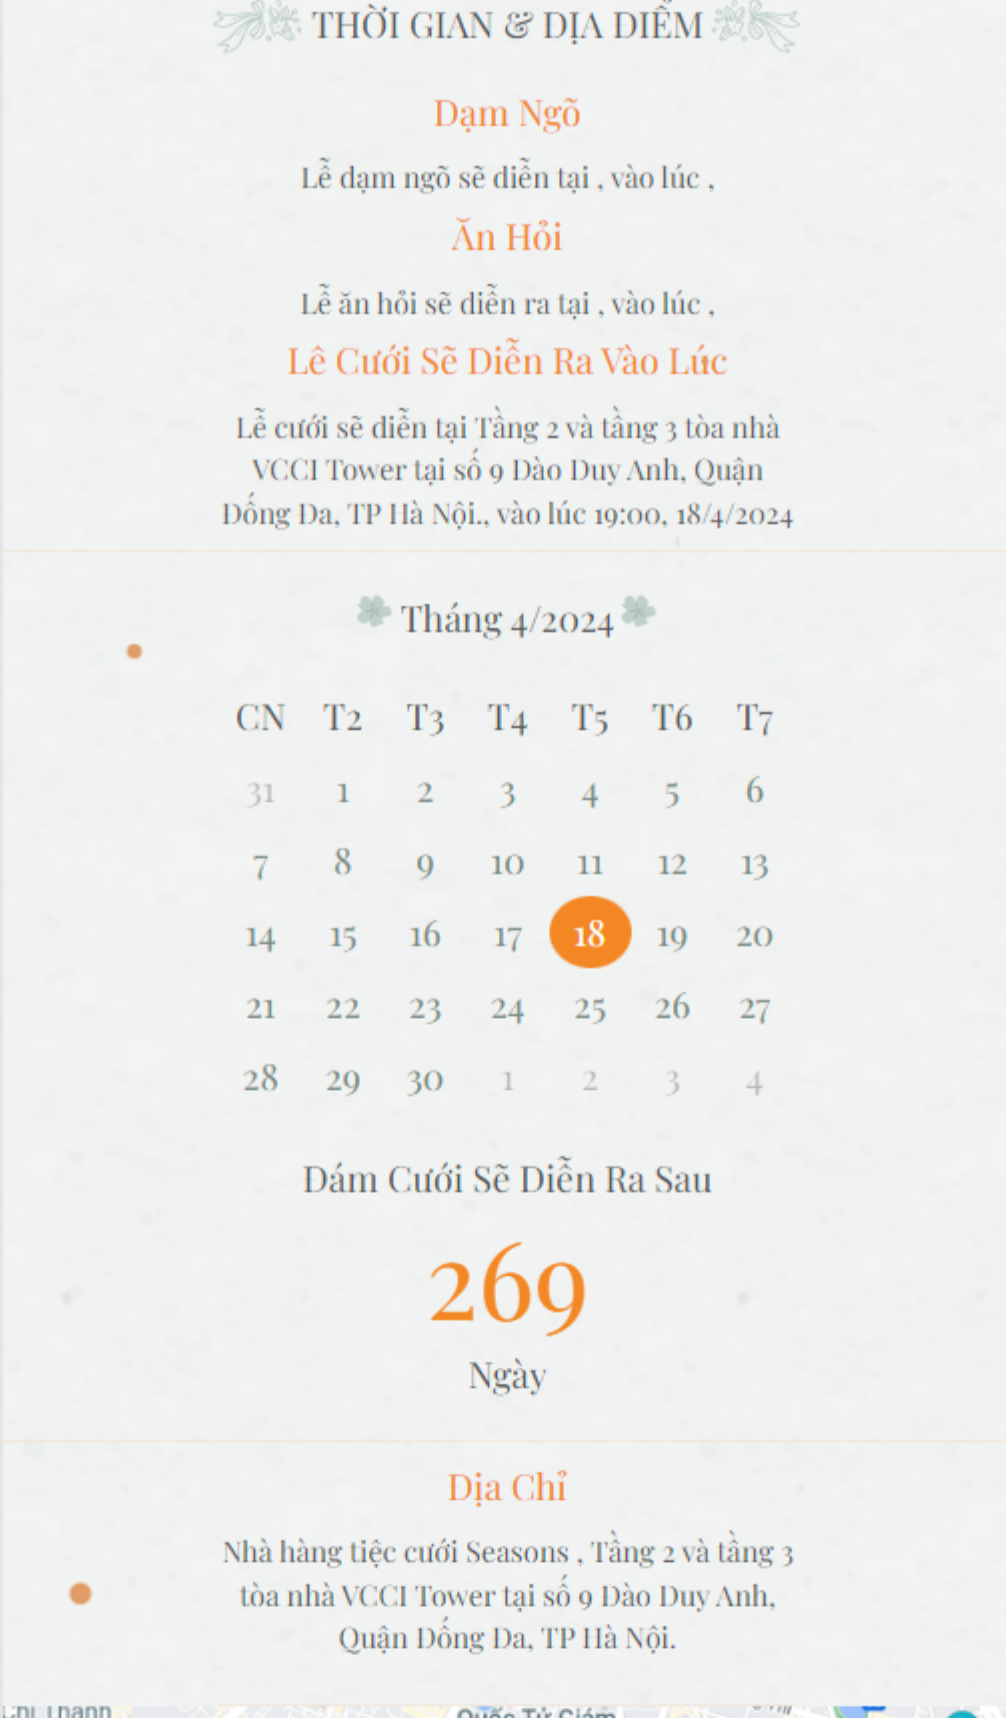 THỜI GIAN & ĐỊA ĐIỂM
Dạm Ngõ
Lễ dạm ngõ sẽ diễn tại , vào lúc ,
Ăn Hỏi
Lễ ăn hỏi sẽ diễn ra tại , vào lúc ,
Lê Cưới Sẽ Diễn Ra Vào Lúc
Lễ cưới sẽ diễn tại Tầng 2 và tầng 3 tòa nhà
VCCI Tower tại số 9 Đào Duy Anh, Quận
Đống Đa, TP Hà Nội., vào lúc 19:00, 18/4/2024
Tháng 4/2024
CN T2 T3 T4 T5 T6 T7
31 1 2 3 4 5 6
7 8 9 10 11 12 13
14 15 16 17 18 19 20
21 22 23 24 25 26 27
28 29 30 1 2 3 4
Đám Cưới Sẽ Diễn Ra Sau
269
Ngày
Địa Chỉ
Nhà hàng tiệc cưới Seasons , Tầng 2 và tầng 3
tòa nhà VCCI Tower tại số 9 Đào Duy Anh,
Quận Đống Đa, TP Hà Nội.
Chí Thanh
Quốc Tử Giám